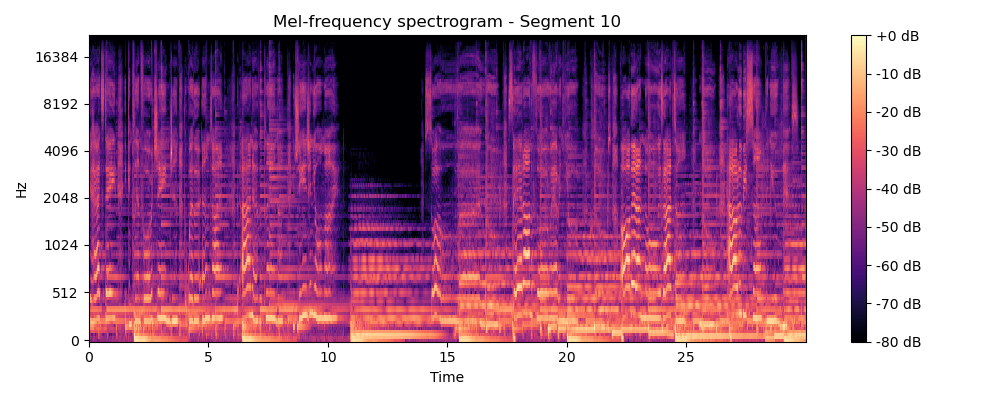 Mel-frequency spectrogram - Segment 10
Hz
16384
8192
4096
2048
1024
512
0
0 5 10 15 20 25
Time
+0 dB
-10 dB
-20 dB
-30 dB
-40 dB
-50 dB
-60 dB
-70 dB
-80 dB